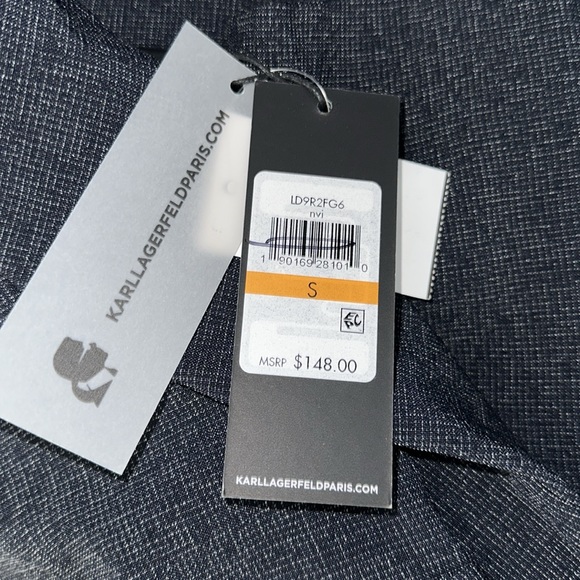 KARLLAGERFELDPARIS.COM
LD9R2FG6
nvi
1 90169 28101 0
S
MSRP $148.00
KARLLAGERFELDPARIS.COM